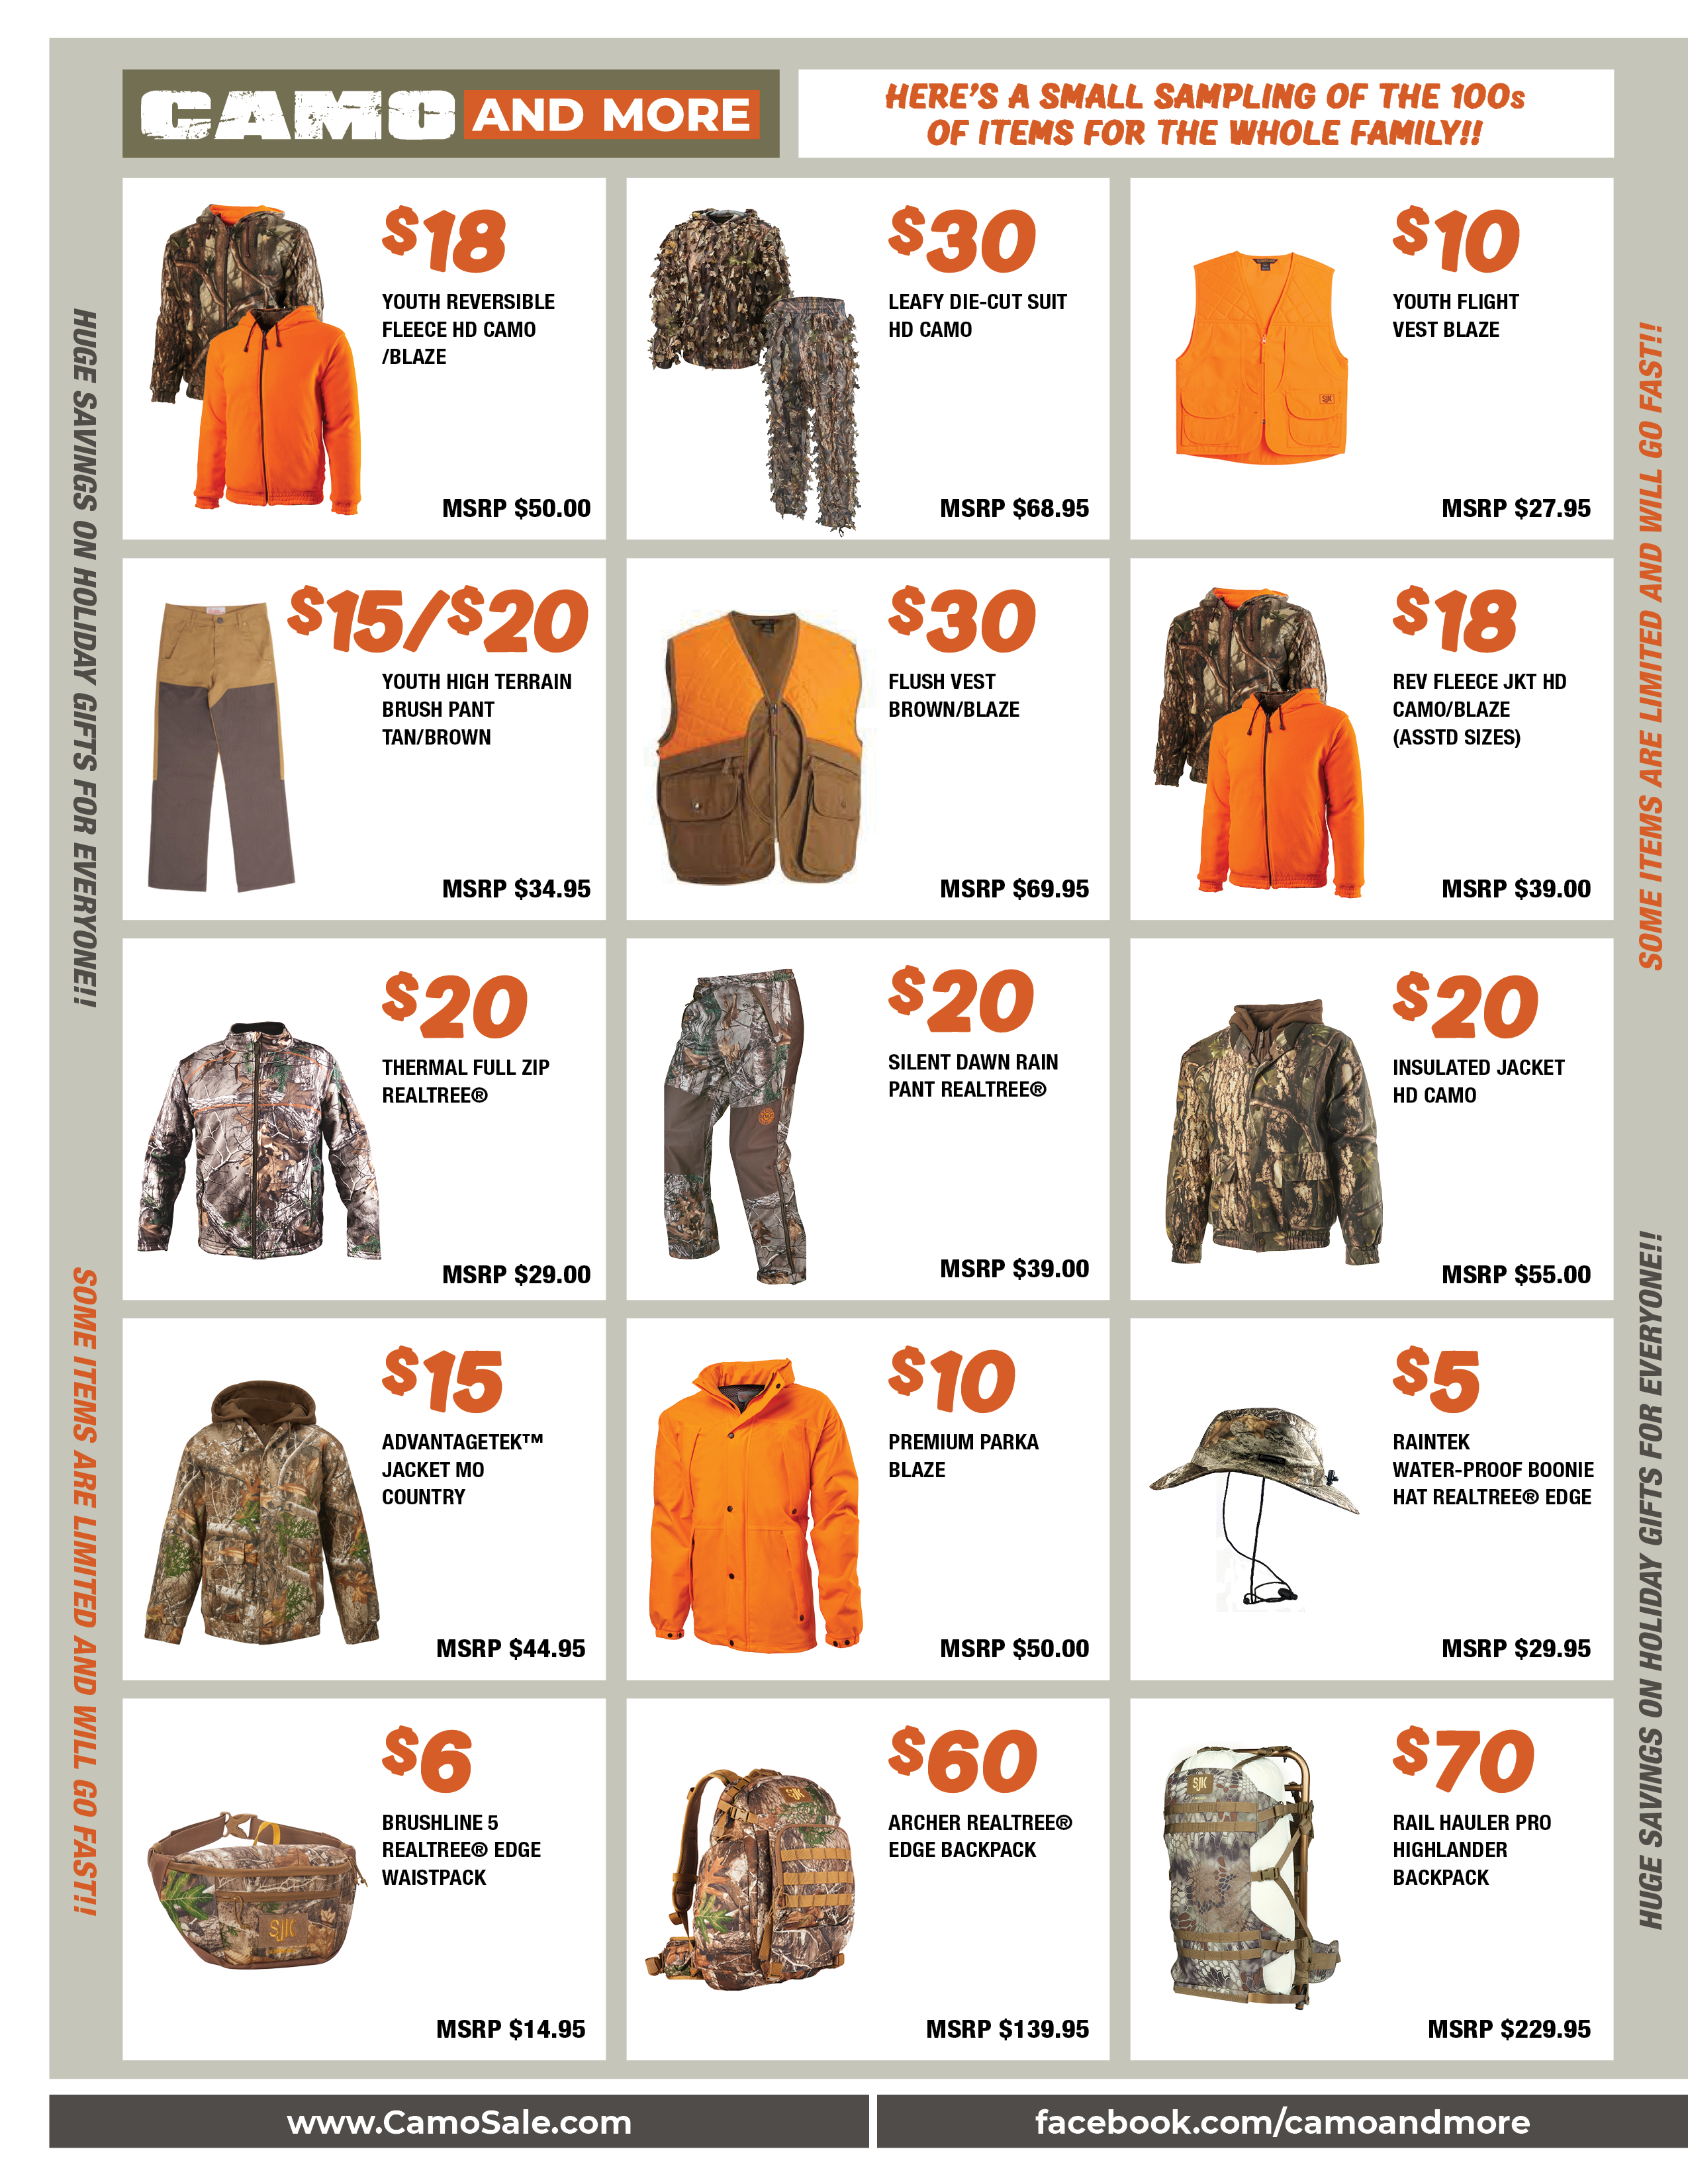 CAMO AND MORE
HERE'S A SMALL SAMPLING OF THE 100s
OF ITEMS FOR THE WHOLE FAMILY!!
HUGE SAVINGS ON HOLIDAY GIFTS FOR EVERYONE!!
SOME ITEMS ARE LIMITED AND WILL GO FAST!!
$18
YOUTH REVERSIBLE
FLEECE HD CAMO
/BLAZE
MSRP $50.00
$30
LEAFY DIE-CUT SUIT
HD CAMO
MSRP $68.95
$10
YOUTH FLIGHT
VEST BLAZE
SJK
MSRP $27.95
$15/$20
YOUTH HIGH TERRAIN
BRUSH PANT
TAN/BROWN
MSRP $34.95
$30
FLUSH VEST
BROWN/BLAZE
MSRP $69.95
$18
REV FLEECE JKT HD
CAMO/BLAZE
(ASSTD SIZES)
MSRP $39.00
$20
THERMAL FULL ZIP
REALTREE®
MSRP $29.00
$20
SILENT DAWN RAIN
PANT REALTREE®
MSRP $39.00
$20
INSULATED JACKET
HD CAMO
MSRP $55.00
$15
ADVANTAGETEK™
JACKET MO
COUNTRY
MSRP $44.95
$10
PREMIUM PARKA
BLAZE
MSRP $50.00
$5
RAINTEK
WATER-PROOF BOONIE
HAT REALTREE® EDGE
MSRP $29.95
$6
BRUSHLINE 5
REALTREE® EDGE
WAISTPACK
SJK
MSRP $14.95
$60
ARCHER REALTREE®
EDGE BACKPACK
SJK
MSRP $139.95
$70
RAIL HAULER PRO
HIGHLANDER
BACKPACK
SJK
MSRP $229.95
SOME ITEMS ARE LIMITED AND WILL GO FAST!!
HUGE SAVINGS ON HOLIDAY GIFTS FOR EVERYONE!!
www.CamoSale.com
facebook.com/camoandmore